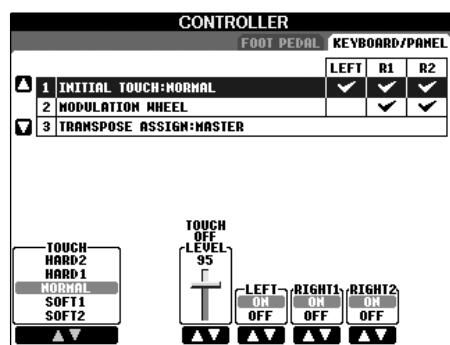 CONTROLLER
FOOT PEDAL KEYBOARD/PANEL
LEFT R1 R2
1 INITIAL TOUCH:NORMAL
2 MODULATION WHEEL
3 TRANSPOSE ASSIGN:MASTER
TOUCH
HARD2
HARD1
NORMAL
SOFT1
SOFT2
TOUCH
OFF
LEVEL
95
LEFT
ON
OFF
RIGHT1
ON
OFF
RIGHT2
ON
OFF